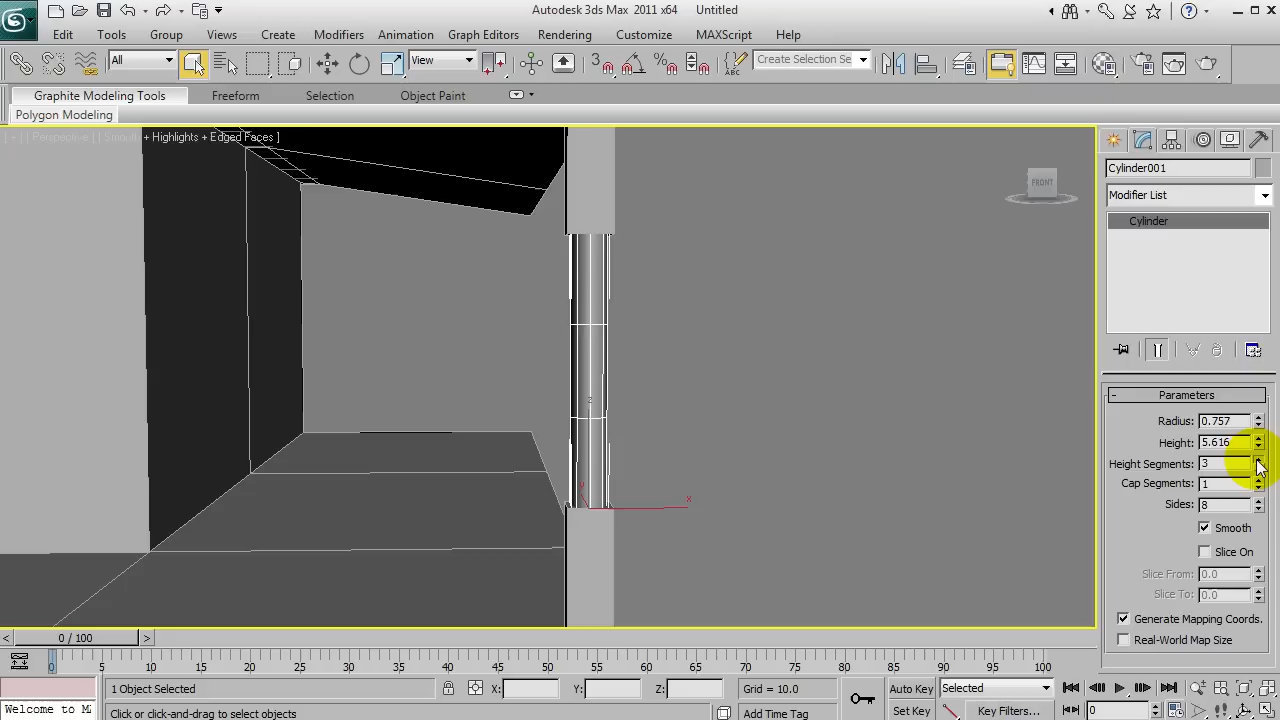 Autodesk 3ds Max 2011 x64 Untitled
Edit Tools Group Views Create Modifiers Animation Graph Editors Rendering Customize MAXScript Help
All View 3 ABC Create Selection Se
Graphite Modeling Tools Freeform Selection Object Paint
Polygon Modeling
[ + ] [ Perspective ] [ Smooth + Highlights + Edged Faces ]
FRONT
Cylinder001
Modifier List
Cylinder
Parameters
Radius: 0.757
Height: 5.616
Height Segments: 3
Cap Segments: 1
Sides: 8
Smooth
Slice On
Slice From: 0.0
Slice To: 0.0
Generate Mapping Coords.
Real-World Map Size
z
x
< 0 / 100 >
0 5 10 15 20 25 30 35 40 45 50 55 60 65 70 75 80 85 90 95 100
1 Object Selected X: Y: Z: Grid = 10.0 Auto Key Selected
Welcome to M
Click or click-and-drag to select objects Add Time Tag Set Key Key Filters... 0